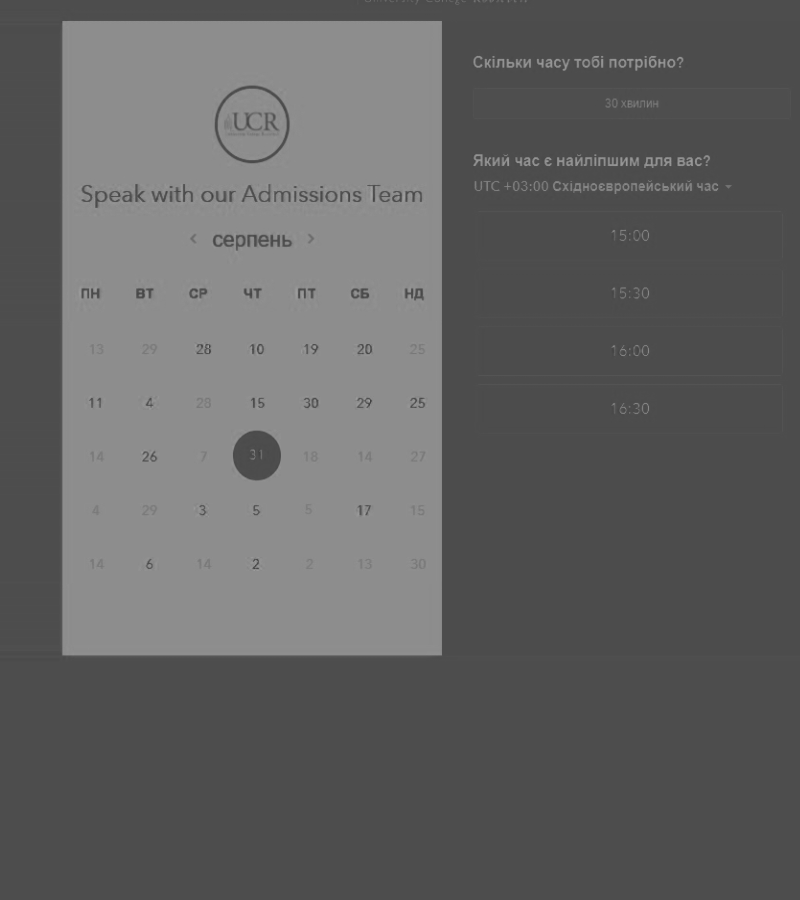 UCR
Speak with our Admissions Team
серпень
ПН ВТ СР ЧТ ПТ СБ НД
13 29 28 10 19 20 25
11 4 28 15 30 29 25
14 26 7 31 18 14 27
4 29 3 5 5 17 15
14 6 14 2 2 13 30
Скільки часу тобі потрібно?
30 хвилин
Який час є найліпшим для вас?
UTC +03:00 Східноєвропейський час
15:00
15:30
16:00
16:30